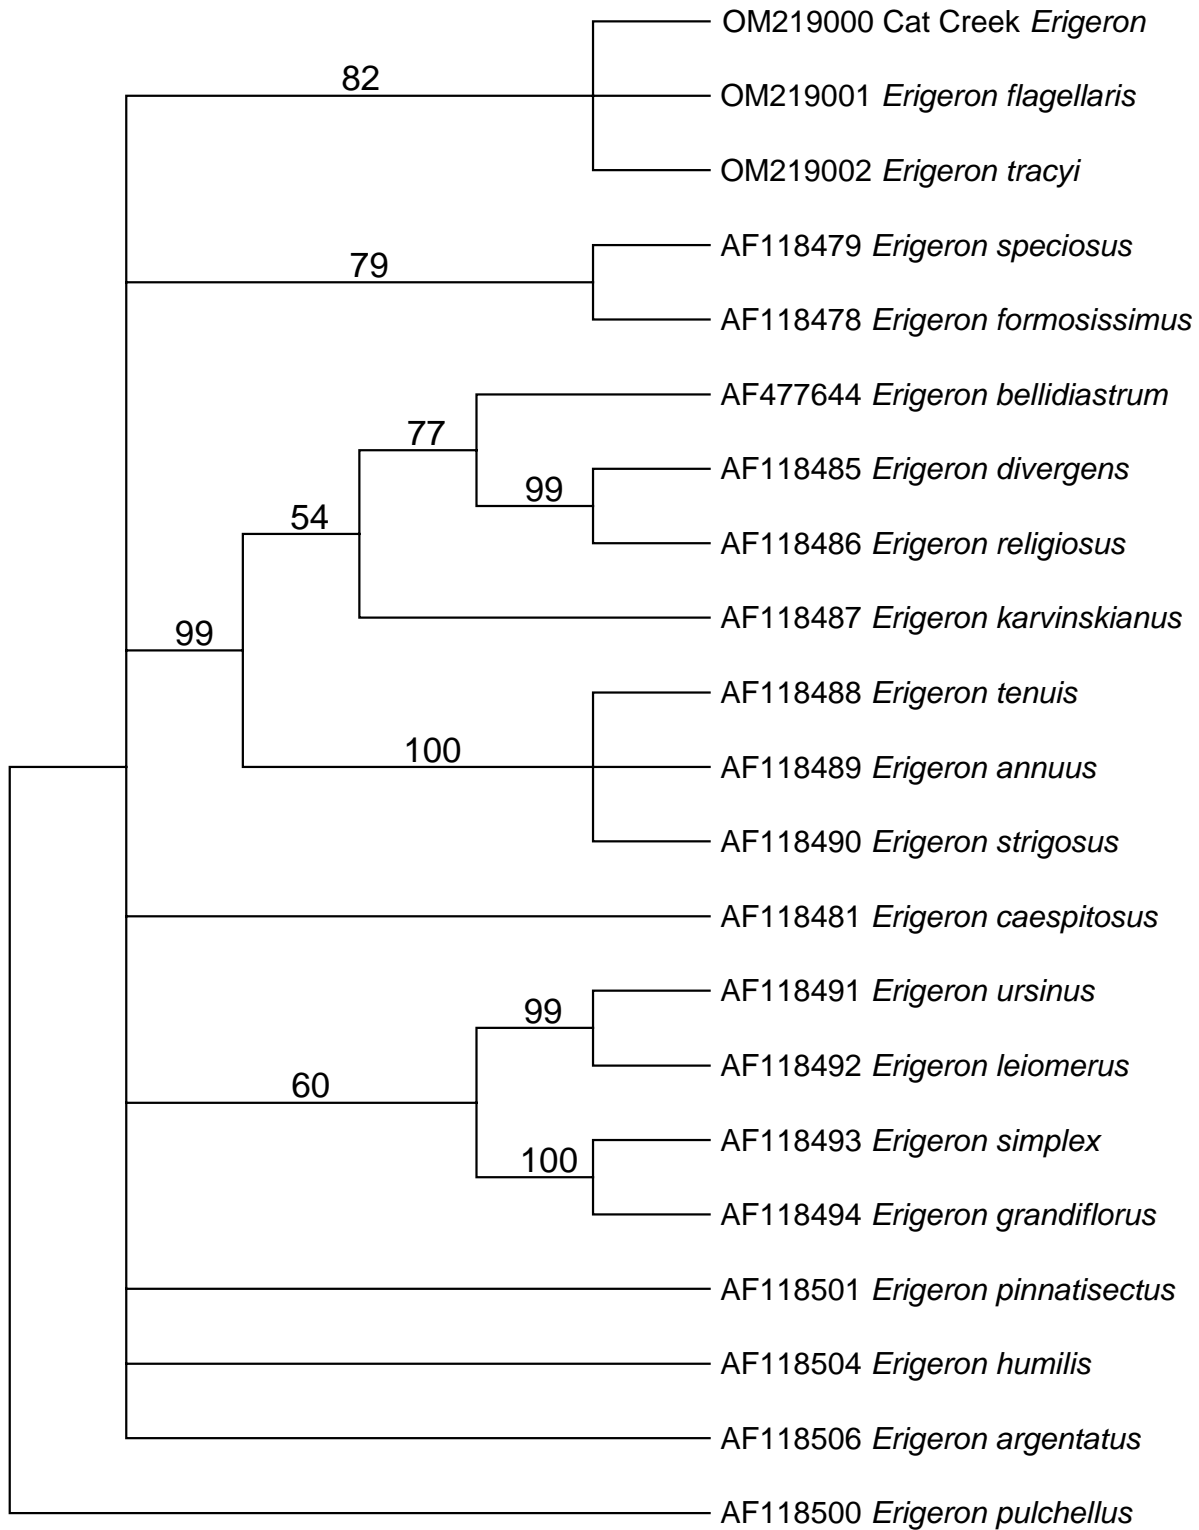 OM219000 Cat Creek Erigeron
82
OM219001 Erigeron flagellaris
OM219002 Erigeron tracyi
AF118479 Erigeron speciosus
79
AF118478 Erigeron formosissimus
AF477644 Erigeron bellidiastrum
77
AF118485 Erigeron divergens
99
54
AF118486 Erigeron religiosus
AF118487 Erigeron karvinskianus
99
AF118488 Erigeron tenuis
100
AF118489 Erigeron annuus
AF118490 Erigeron strigosus
AF118481 Erigeron caespitosus
AF118491 Erigeron ursinus
99
AF118492 Erigeron leiomerus
60
AF118493 Erigeron simplex
100
AF118494 Erigeron grandiflorus
AF118501 Erigeron pinnatisectus
AF118504 Erigeron humilis
AF118506 Erigeron argentatus
AF118500 Erigeron pulchellus